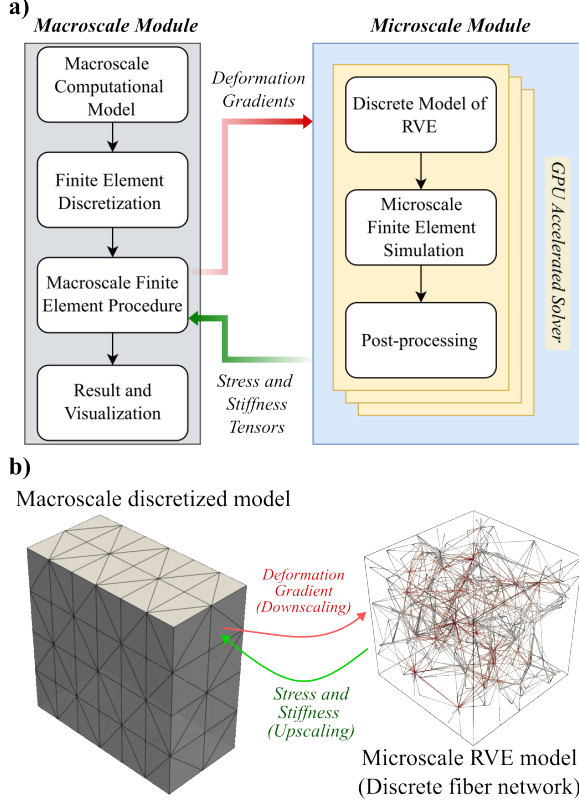 a)
Macroscale Module
Microscale Module
Macroscale
Computational
Model
Finite Element
Discretization
Macroscale Finite
Element Procedure
Result and
Visualization
Deformation
Gradients
Stress and
Stiffness
Tensors
Discrete Model of
RVE
Microscale
Finite Element
Simulation
Post-processing
GPU Accelerated Solver
b)
Macroscale discretized model
Deformation
Gradient
(Downscaling)
Stress and
Stiffness
(Upscaling)
Microscale RVE model
(Discrete fiber network)